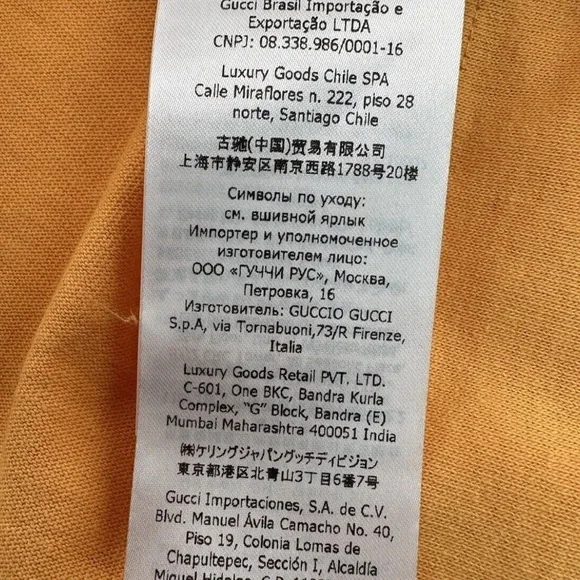 Gucci Brasil Importação e
Exportação LTDA
CNPJ: 08.338.986/0001-16
Luxury Goods Chile SPA
Calle Miraflores n. 222, piso 28
norte, Santiago Chile
古驰(中国)贸易有限公司
上海市静安区南京西路1788号20楼
Символы по уходу:
см. вшивной ярлык
Импортер и уполномоченное
изготовителем лицо:
ООО «ГУЧЧИ РУС», Москва,
Петровка, 16
Изготовитель: GUCCIO GUCCI
S.p.A, via Tornabuoni,73/R Firenze,
Italia
Luxury Goods Retail PVT. LTD.
C-601, One BKC, Bandra Kurla
Complex, "G" Block, Bandra (E)
Mumbai Maharashtra 400051 India
㈱ケリングジャパングッチディビジョン
東京都港区北青山3丁目6番7号
Gucci Importaciones, S.A. de C.V.
Blvd. Manuel Ávila Camacho No. 40,
Piso 19, Colonia Lomas de
Chapultepec, Sección I, Alcaldía
Miguel Hidalgo, C.P.